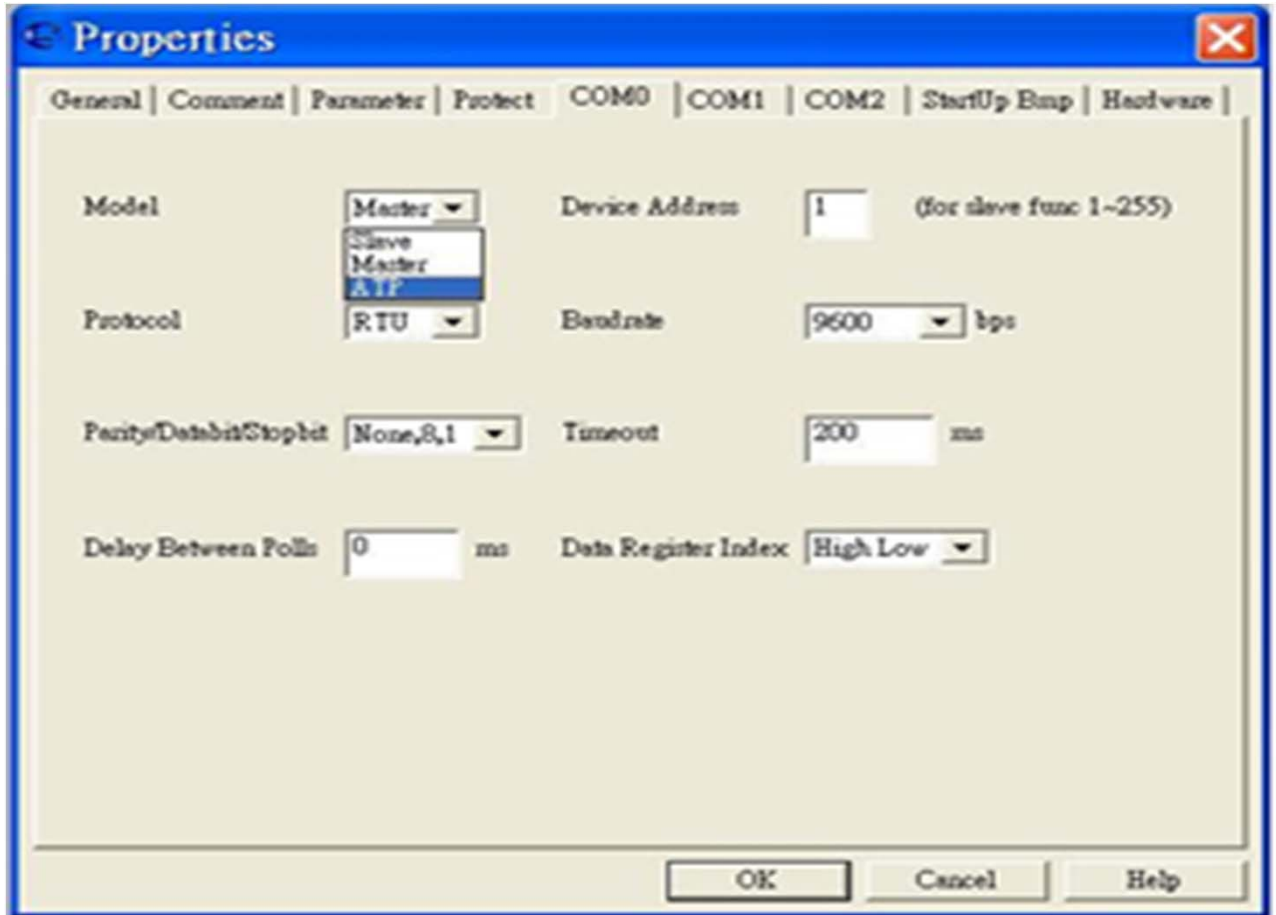 Properties
General | Comment | Parameter | Protect COM0 | COM1 | COM2 | StartUp Bmp | Hardware |
Model Master Device Address 1 (for slave func 1~255)
Slave
Master
ATP
Protocol RTU Baudrate 9600 bps
Parity/Databit/Stopbit None,8,1 Timeout 200 ms
Delay Between Polls 0 ms Data Register Index High Low
OK Cancel Help